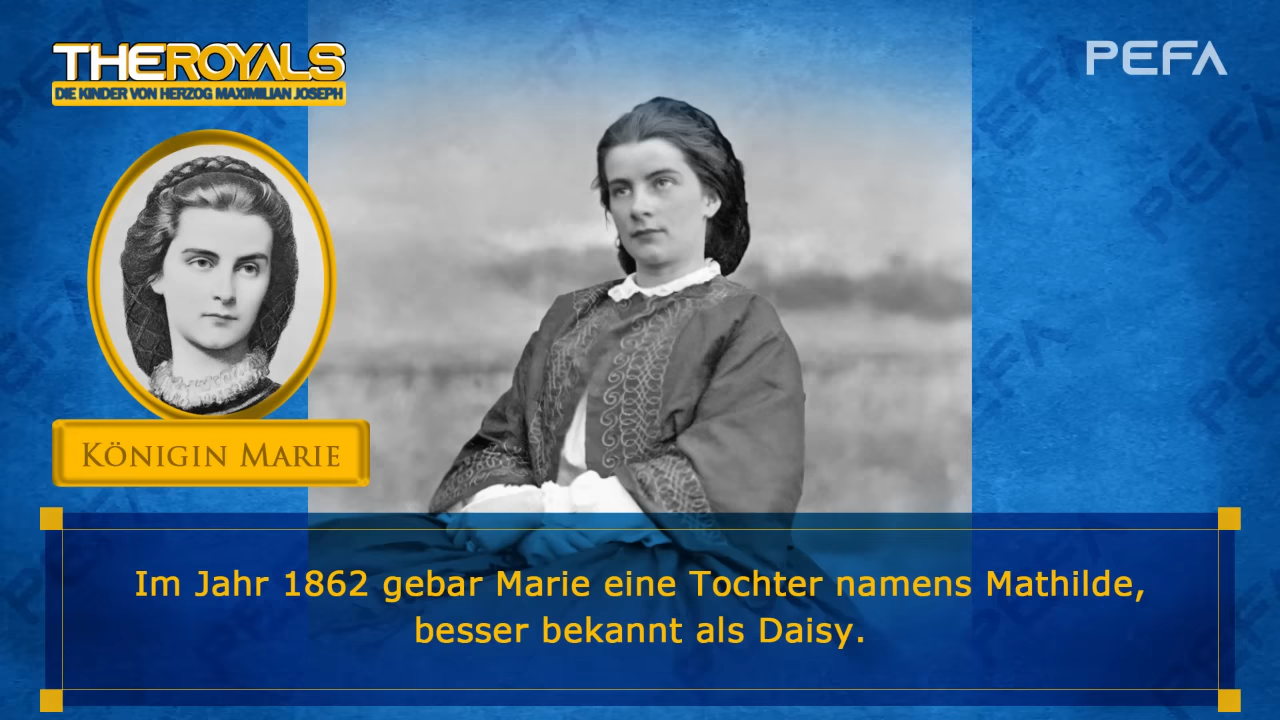 THEROYALS
DIE KINDER VON HERZOG MAXIMILIAN JOSEPH
PEFA
KÖNIGIN MARIE
Im Jahr 1862 gebar Marie eine Tochter namens Mathilde,
besser bekannt als Daisy.